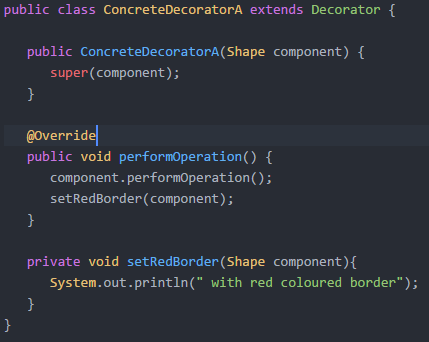 public class ConcreteDecoratorA extends Decorator {
public ConcreteDecoratorA(Shape component) {
super(component);
}
@Override
public void performOperation() {
component.performOperation();
setRedBorder(component);
}
private void setRedBorder(Shape component){
System.out.println(" with red coloured border");
}
}